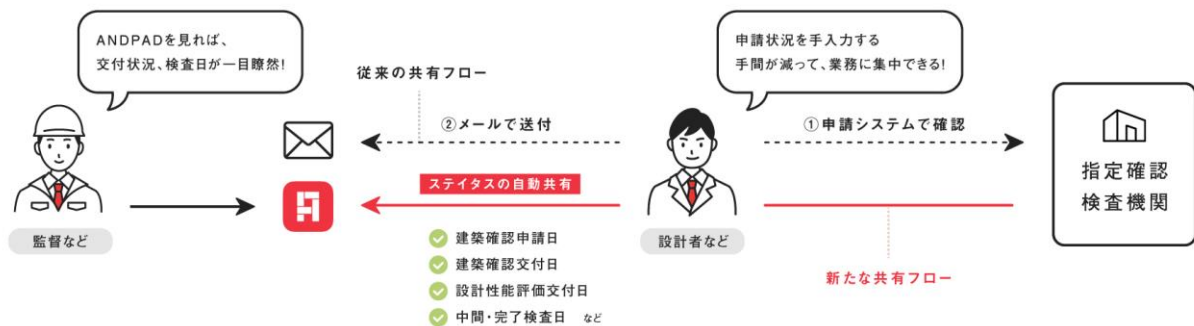 ANDPADを見れば、
交付状況、検査日が一目瞭然!
申請状況を手入力する
手間が減って、業務に集中できる!
従来の共有フロー
②メールで送付
①申請システムで確認
指定確認
検査機関
ステイタスの自動共有
監督など
設計者など
建築確認申請日
建築確認交付日
設計性能評価交付日
中間・完了検査日 など
新たな共有フロー